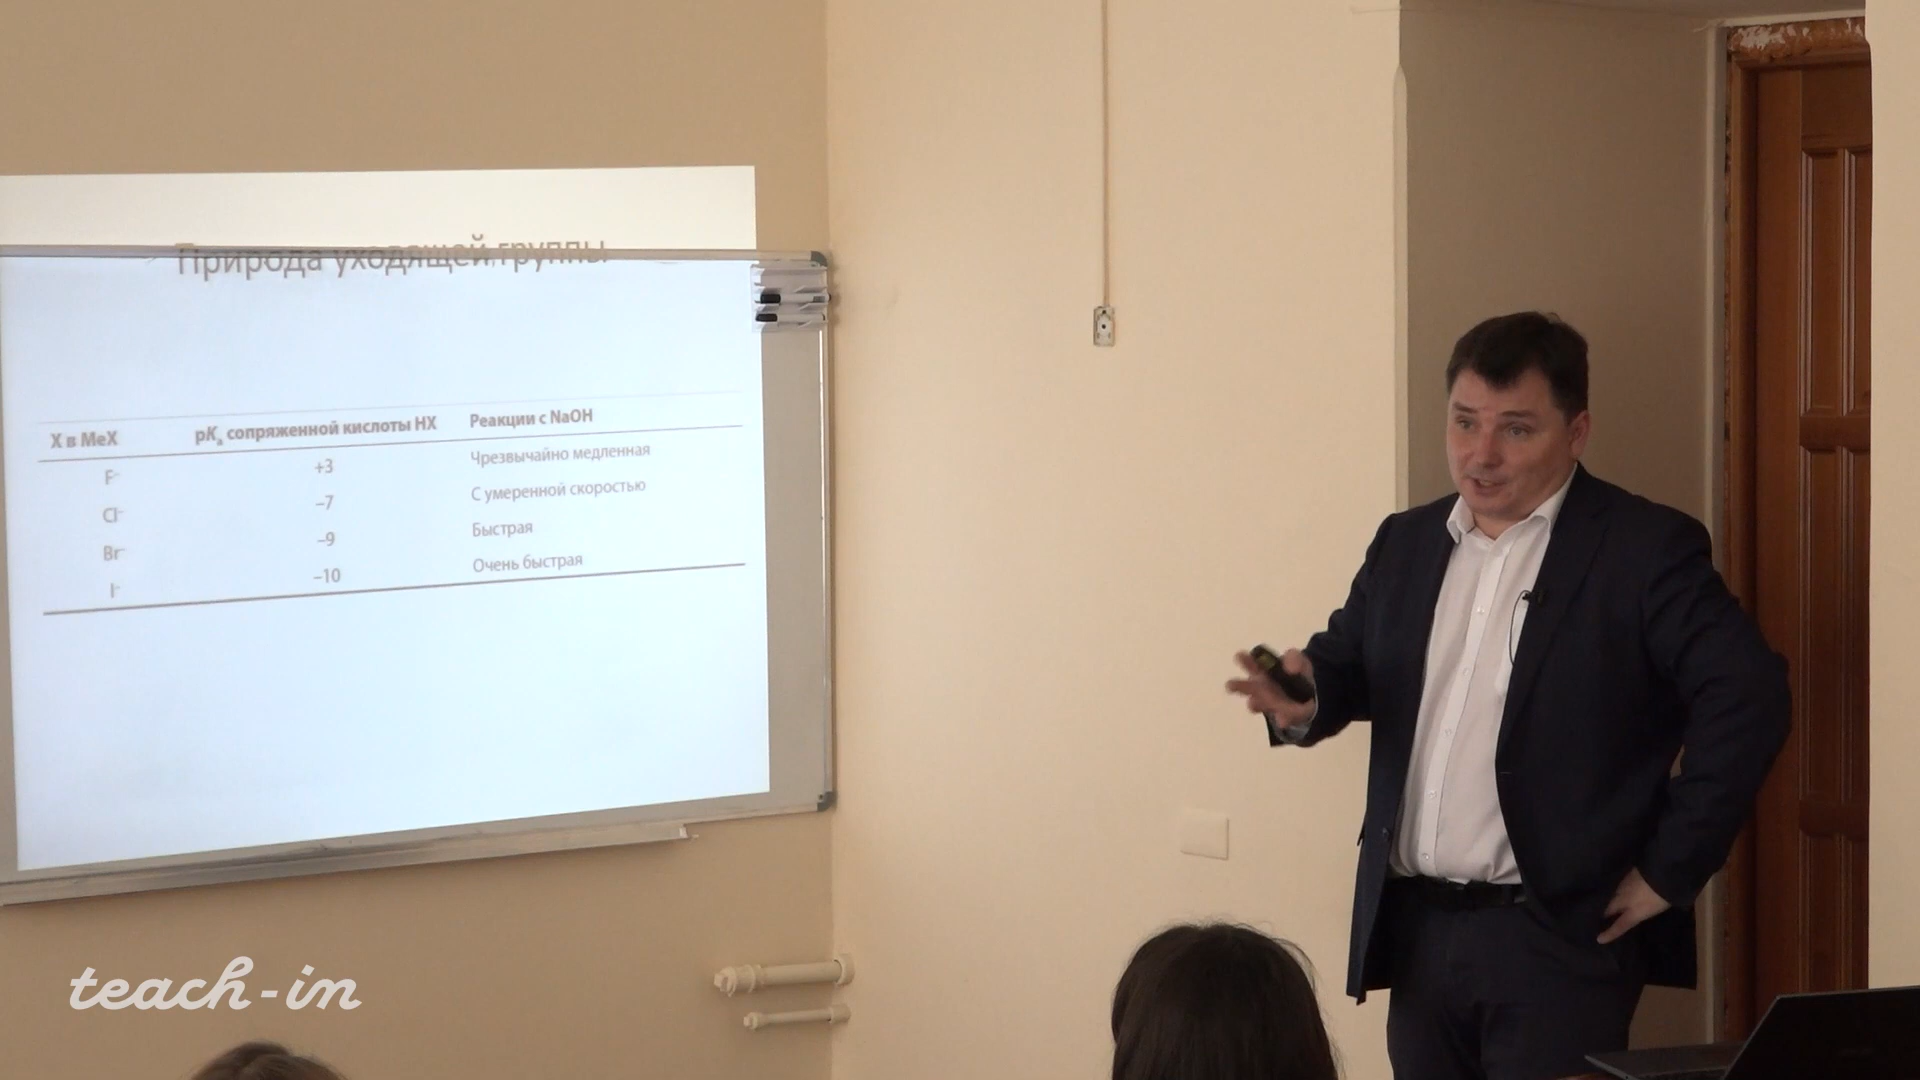 Природа уходящей группы
X в MeX pKa сопряженной кислоты HX Реакции с NaOH
F- +3 Чрезвычайно медленная
Cl- –7 С умеренной скоростью
Br- –9 Быстрая
I- –10 Очень быстрая
teach-in